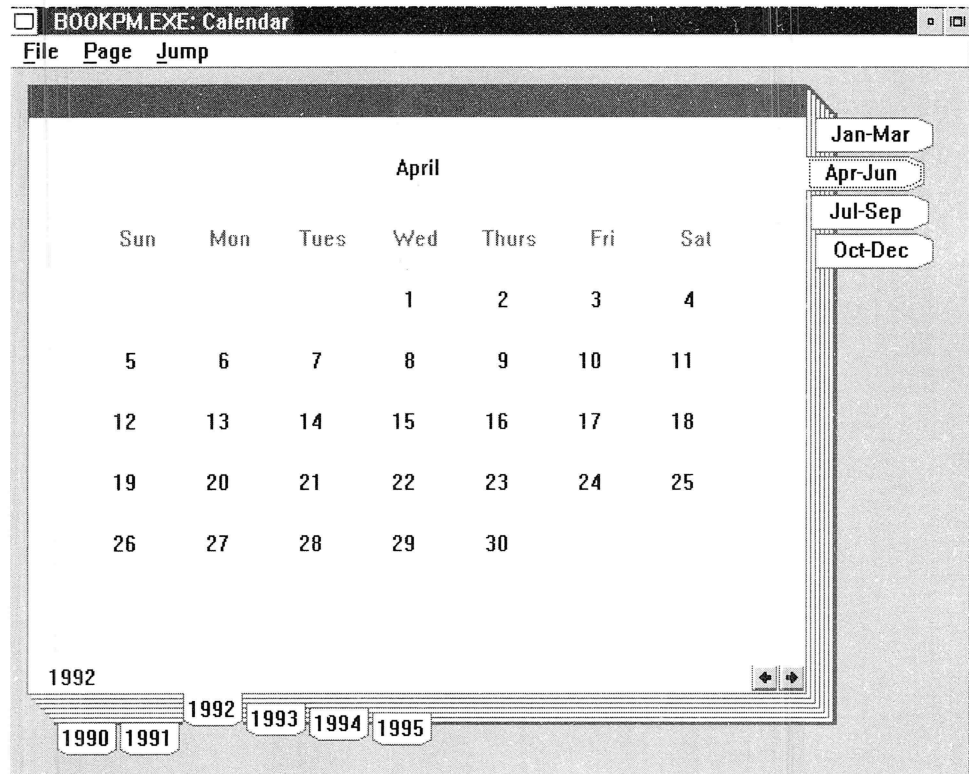 BOOKPM.EXE: Calendar
File Page Jump
Jan-Mar
April
Apr-Jun
Jul-Sep
Sun Mon Tues Wed Thurs Fri Sat
Oct-Dec
1 2 3 4
5 6 7 8 9 10 11
12 13 14 15 16 17 18
19 20 21 22 23 24 25
26 27 28 29 30
1992
1992 1993 1994 1995
1990 1991